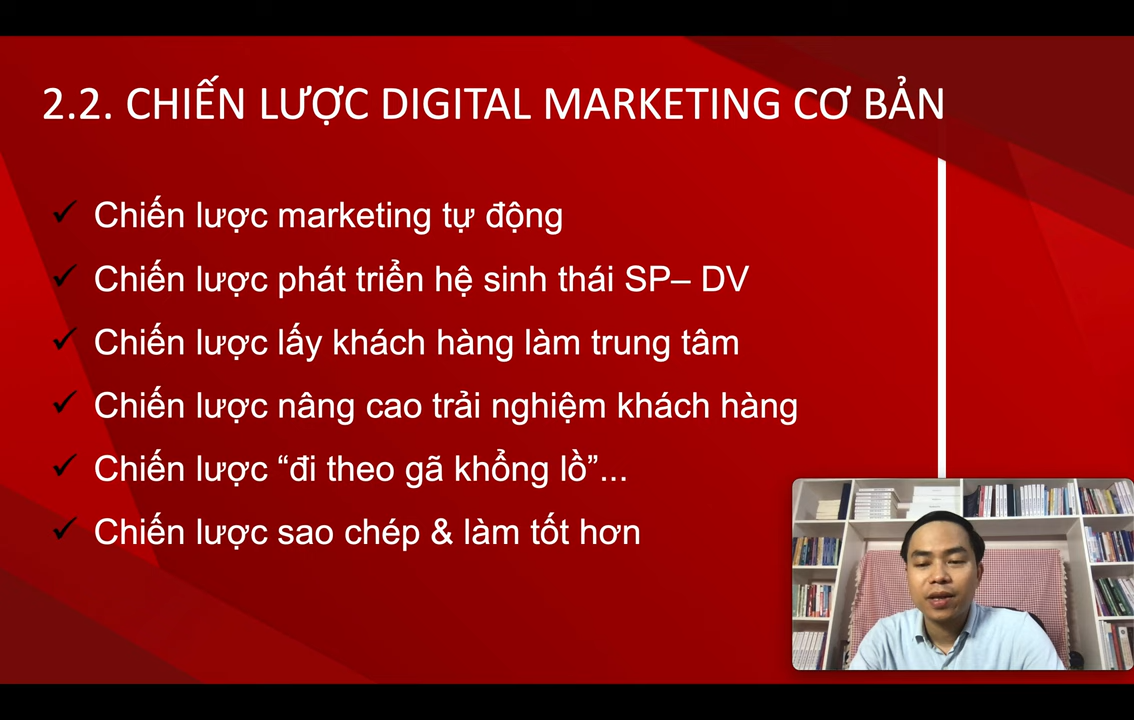 2.2. CHIẾN LƯỢC DIGITAL MARKETING CƠ BẢN
Chiến lược marketing tự động
Chiến lược phát triển hệ sinh thái SP– DV
Chiến lược lấy khách hàng làm trung tâm
Chiến lược nâng cao trải nghiệm khách hàng
Chiến lược “đi theo gã khổng lồ”...
Chiến lược sao chép & làm tốt hơn